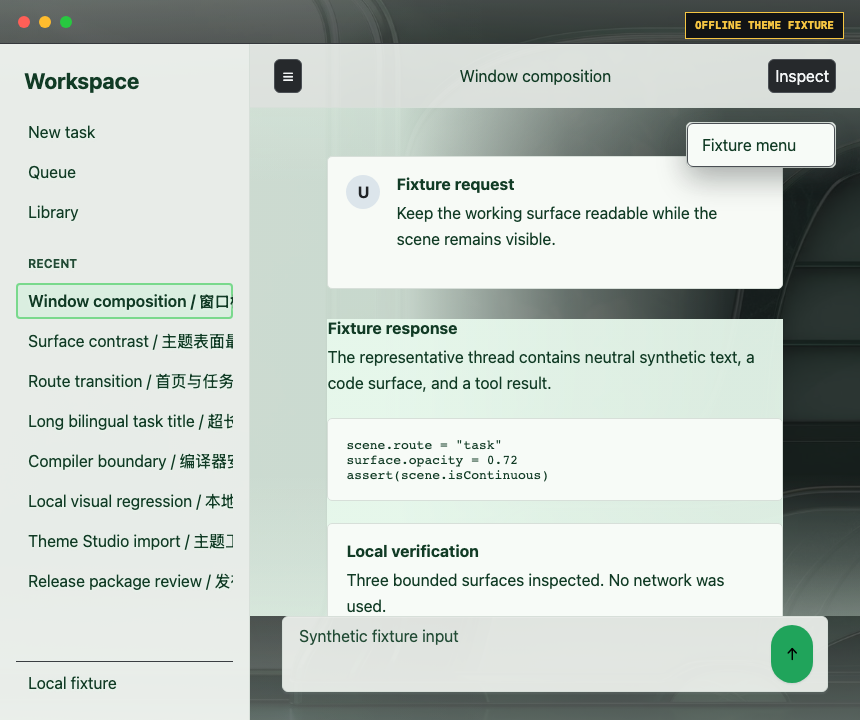 OFFLINE THEME FIXTURE
Workspace
New task
Queue
Library
RECENT
Window composition / 窗口
Surface contrast / 主题表面最
Route transition / 首页与任务
Long bilingual task title / 超长
Compiler boundary / 编译器安
Local visual regression / 本地
Theme Studio import / 主题工
Release package review / 发布
Local fixture
Window composition
Inspect
Fixture menu
U
Fixture request
Keep the working surface readable while the
scene remains visible.
Fixture response
The representative thread contains neutral synthetic text, a
code surface, and a tool result.
scene.route = "task"
surface.opacity = 0.72
assert(scene.isContinuous)
Local verification
Three bounded surfaces inspected. No network was
used.
Synthetic fixture input